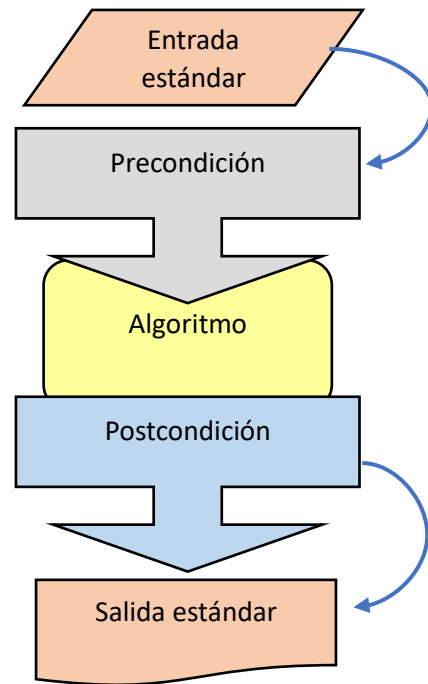 Entrada
estándar
Precondición
Algoritmo
Postcondición
Salida estándar